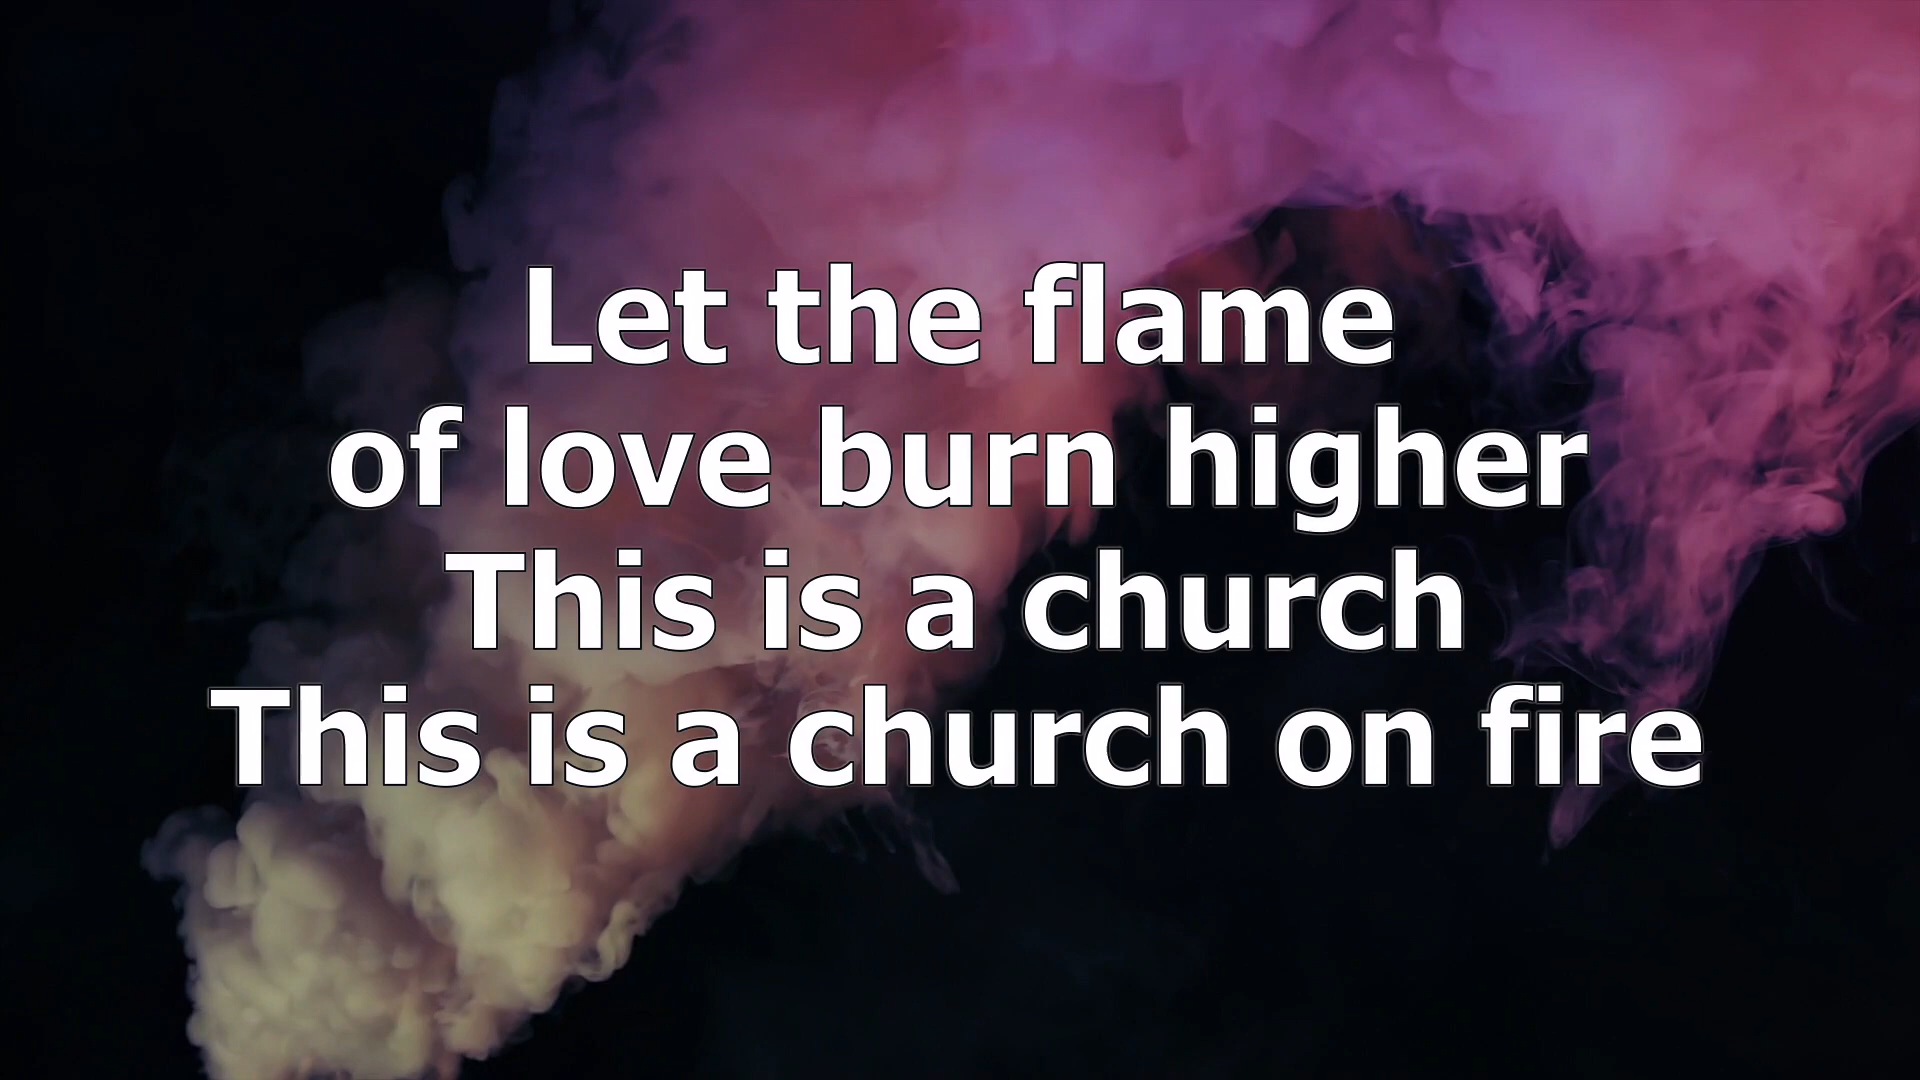 Let the flame
of love burn higher
This is a church
This is a church on fire